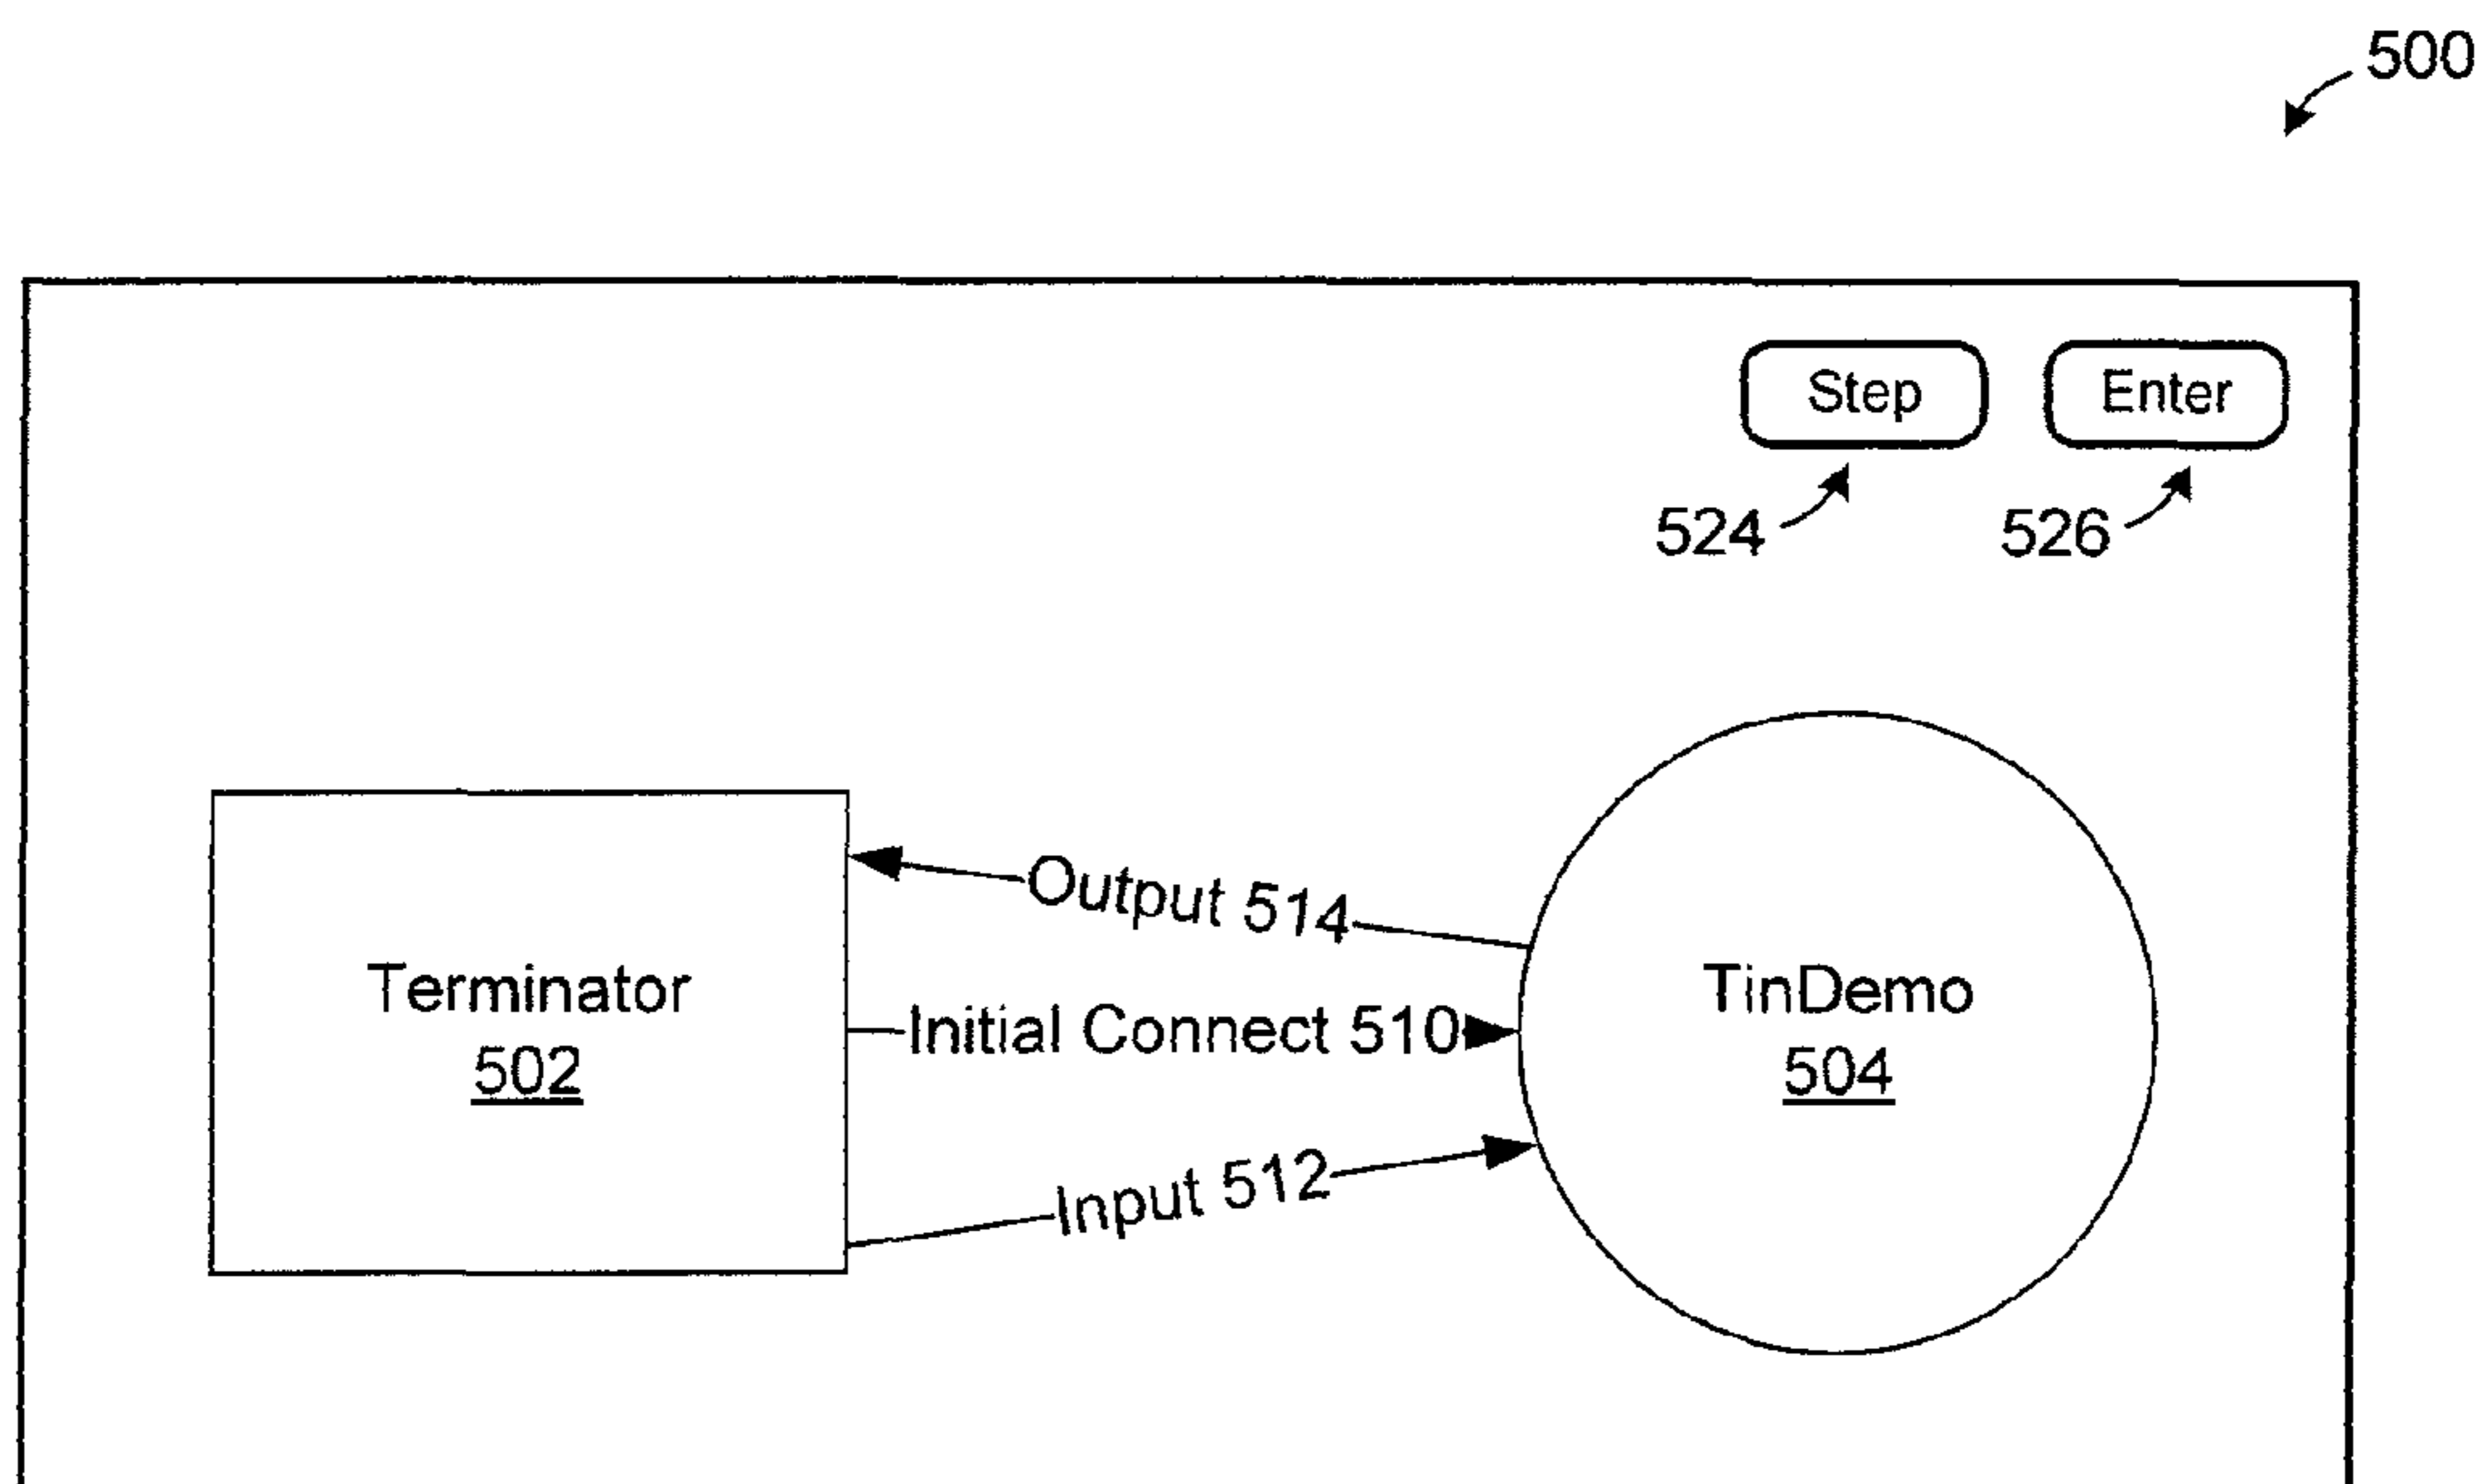 500
Step
Enter
524
526
Output 514
Terminator
502
Initial Connect 510
TinDemo
504
Input 512